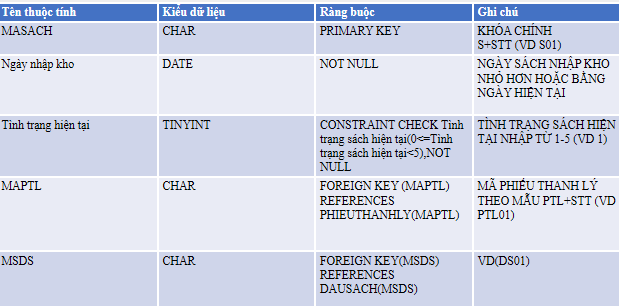 Tên thuộc tính Kiểu dữ liệu Ràng buộc Ghi chú
MASACH CHAR PRIMARY KEY KHÓA CHÍNH
S+STT (VD S01)
Ngày nhập kho DATE NOT NULL NGÀY SÁCH NHẬP KHO
NHỎ HƠN HOẶC BẰNG
NGÀY HIỆN TẠI
Tình trạng hiện tại TINYINT CONSTRAINT CHECK Tình TÌNH TRẠNG SÁCH HIỆN
trạng sách hiện tại(0<=Tình TẠI NHẬP TỪ 1-5 (VD 1)
trạng sách hiện tại<5),NOT
NULL
MAPTL CHAR FOREIGN KEY (MAPTL) MÃ PHIẾU THANH LÝ
REFERENCES THEO MẪU PTL+STT (VD
PHIEUTHANHLY(MAPTL) PTL01)
MSDS CHAR FOREIGN KEY(MSDS) VD(DS01)
REFERENCES
DAUSACH(MSDS)